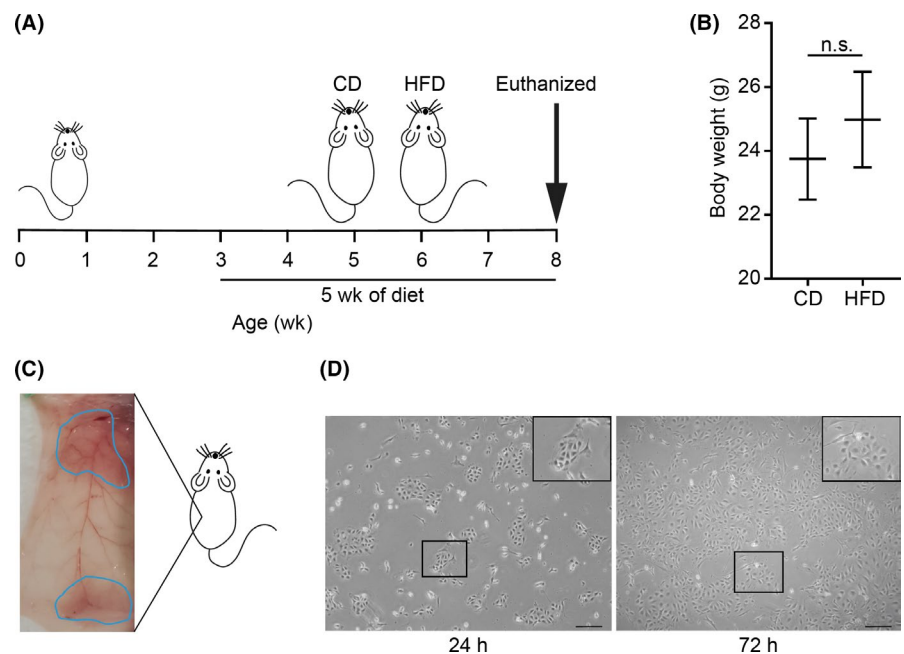 (A)
CD HFD Euthanized
0 1 2 3 4 5 6 7 8
5 wk of diet
Age (wk)
(B)
28
26
24
22
20
Body weight (g)
n.s.
CD HFD
(C)
(D)
24 h 72 h